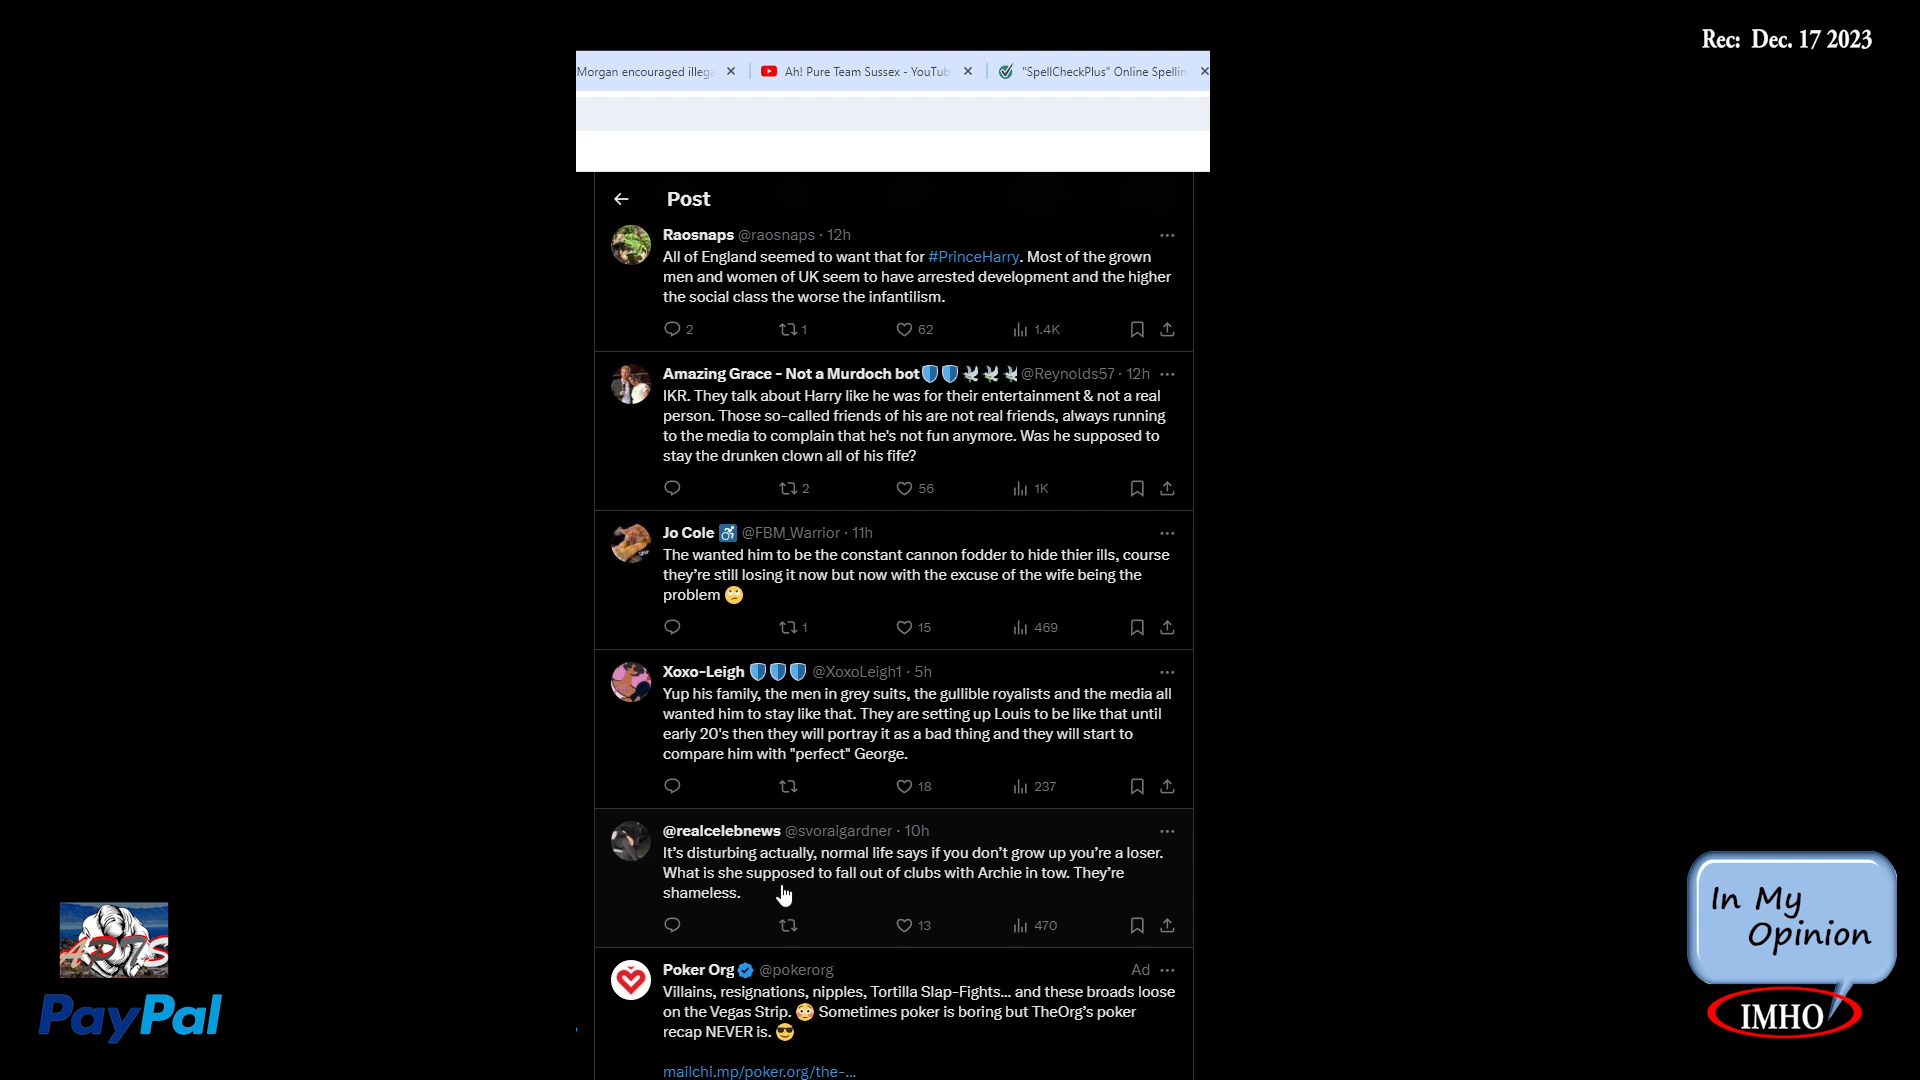 Rec: Dec. 17 2023
Morgan encouraged illeg
Ah! Pure Team Sussex - YouTub
"SpellCheckPlus" Online Spellin
Post
Raosnaps @raosnaps · 12h
All of England seemed to want that for #PrinceHarry. Most of the grown
men and women of UK seem to have arrested development and the higher
the social class the worse the infantilism.
2 1 62 1.4K
Amazing Grace - Not a Murdoch bot @Reynolds57 · 12h
IKR. They talk about Harry like he was for their entertainment & not a real
person. Those so-called friends of his are not real friends, always running
to the media to complain that he's not fun anymore. Was he supposed to
stay the drunken clown all of his fife?
2 56 1K
Jo Cole @FBM_Warrior · 11h
The wanted him to be the constant cannon fodder to hide thier ills, course
they're still losing it now but now with the excuse of the wife being the
problem 🙄
1 15 469
Xoxo-Leigh @XoxoLeigh1 · 5h
Yup his family, the men in grey suits, the gullible royalists and the media all
wanted him to stay like that. They are setting up Louis to be like that until
early 20's then they will portray it as a bad thing and they will start to
compare him with "perfect" George.
18 237
@realcelebnews @svoraigardner · 10h
It's disturbing actually, normal life says if you don't grow up you're a loser.
What is she supposed to fall out of clubs with Archie in tow. They're
shameless.
13 470
Poker Org @pokerorg Ad
Villains, resignations, nipples, Tortilla Slap-Fights... and these broads loose
on the Vegas Strip. 😳 Sometimes poker is boring but TheOrg's poker
recap NEVER is. 😎
mailchi.mp/poker.org/the-...
PayPal
In My
Opinion
IMHO